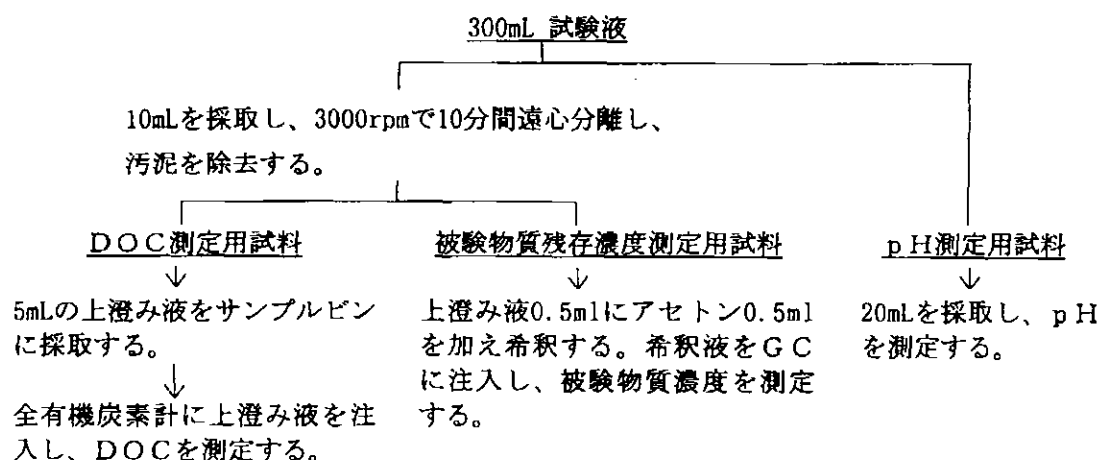 300mL 試験液
10mLを採取し、3000rpmで10分間遠心分離し、
汚泥を除去する。
DOC測定用試料
5mLの上澄み液をサンプルビン
に採取する。
全有機炭素計に上澄み液を注
入し、DOCを測定する。
被験物質残存濃度測定用試料
上澄み液0.5mlにアセトン0.5ml
を加え希釈する。希釈液をGC
に注入し、被験物質濃度を測定
する。
pH測定用試料
20mLを採取し、pH
を測定する。